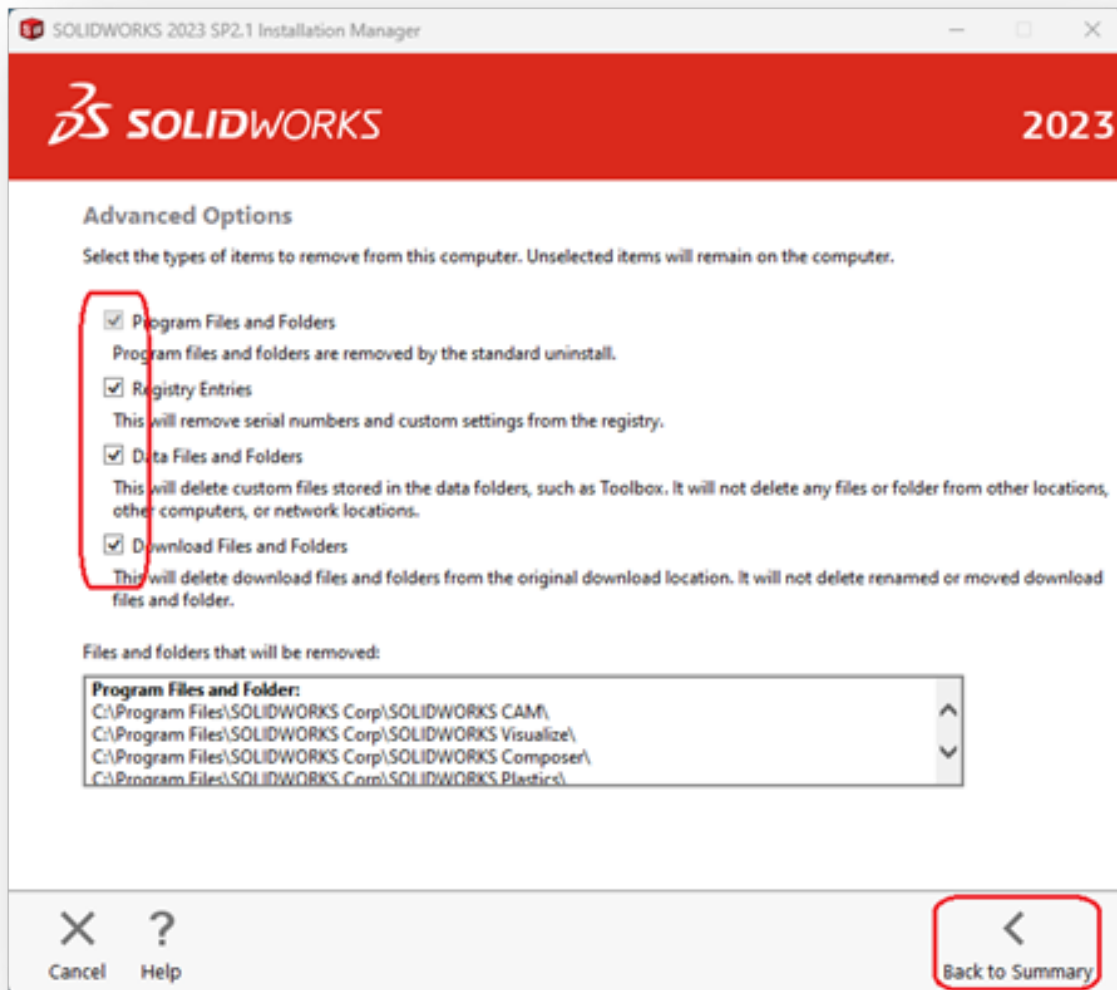 SOLIDWORKS 2023 SP2.1 Installation Manager
SOLIDWORKS
2023
Advanced Options
Select the types of items to remove from this computer. Unselected items will remain on the computer.
Program Files and Folders
Program files and folders are removed by the standard uninstall.
Registry Entries
This will remove serial numbers and custom settings from the registry.
Data Files and Folders
This will delete custom files stored in the data folders, such as Toolbox. It will not delete any files or folder from other locations,
other computers, or network locations.
Download Files and Folders
This will delete download files and folders from the original download location. It will not delete renamed or moved download
files and folder.
Files and folders that will be removed:
Program Files and Folder:
C:\Program Files\SOLIDWORKS Corp\SOLIDWORKS CAM\
C:\Program Files\SOLIDWORKS Corp\SOLIDWORKS Visualize\
C:\Program Files\SOLIDWORKS Corp\SOLIDWORKS Composer\
C:\Program Files\SOLIDWORKS Corp\SOLIDWORKS Plastics\
Cancel
Help
Back to Summary